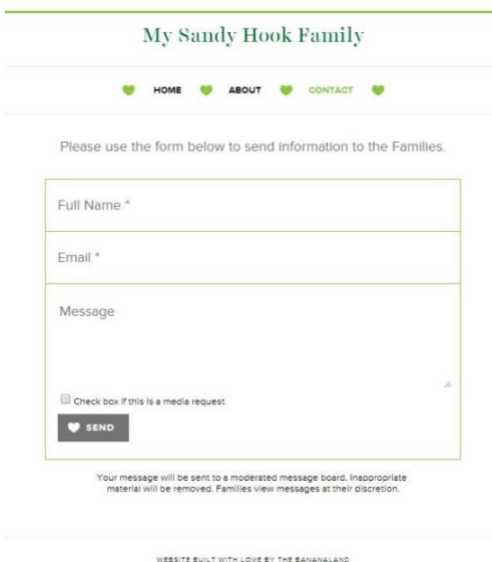 My Sandy Hook Family
HOME ABOUT CONTACT
Please use the form below to send information to the Families.
Full Name *
Email *
Message
Check box if this is a media request
SEND
Your message will be sent to a moderated message board. Inappropriate
material will be removed. Families view messages at their discretion.
WEBSITE BUILT WITH LOVE BY THE BANANALAND